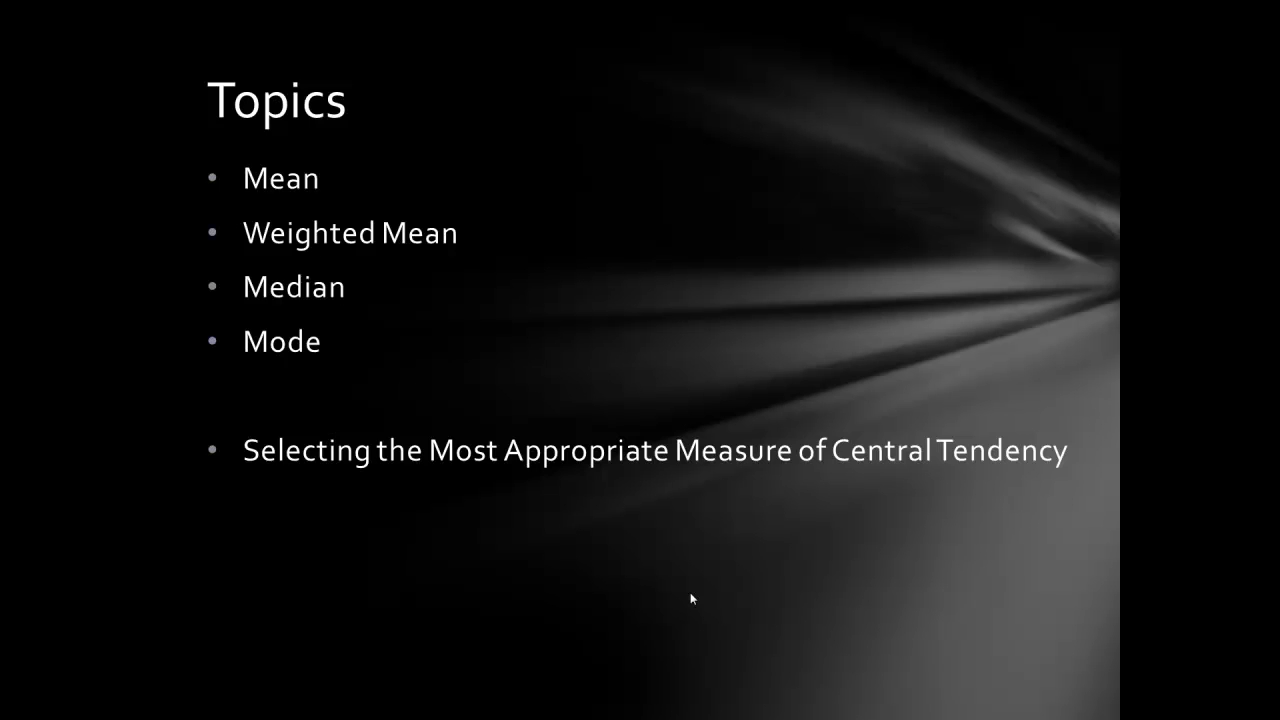 Topics
• Mean
• Weighted Mean
• Median
• Mode
• Selecting the Most Appropriate Measure of Central Tendency